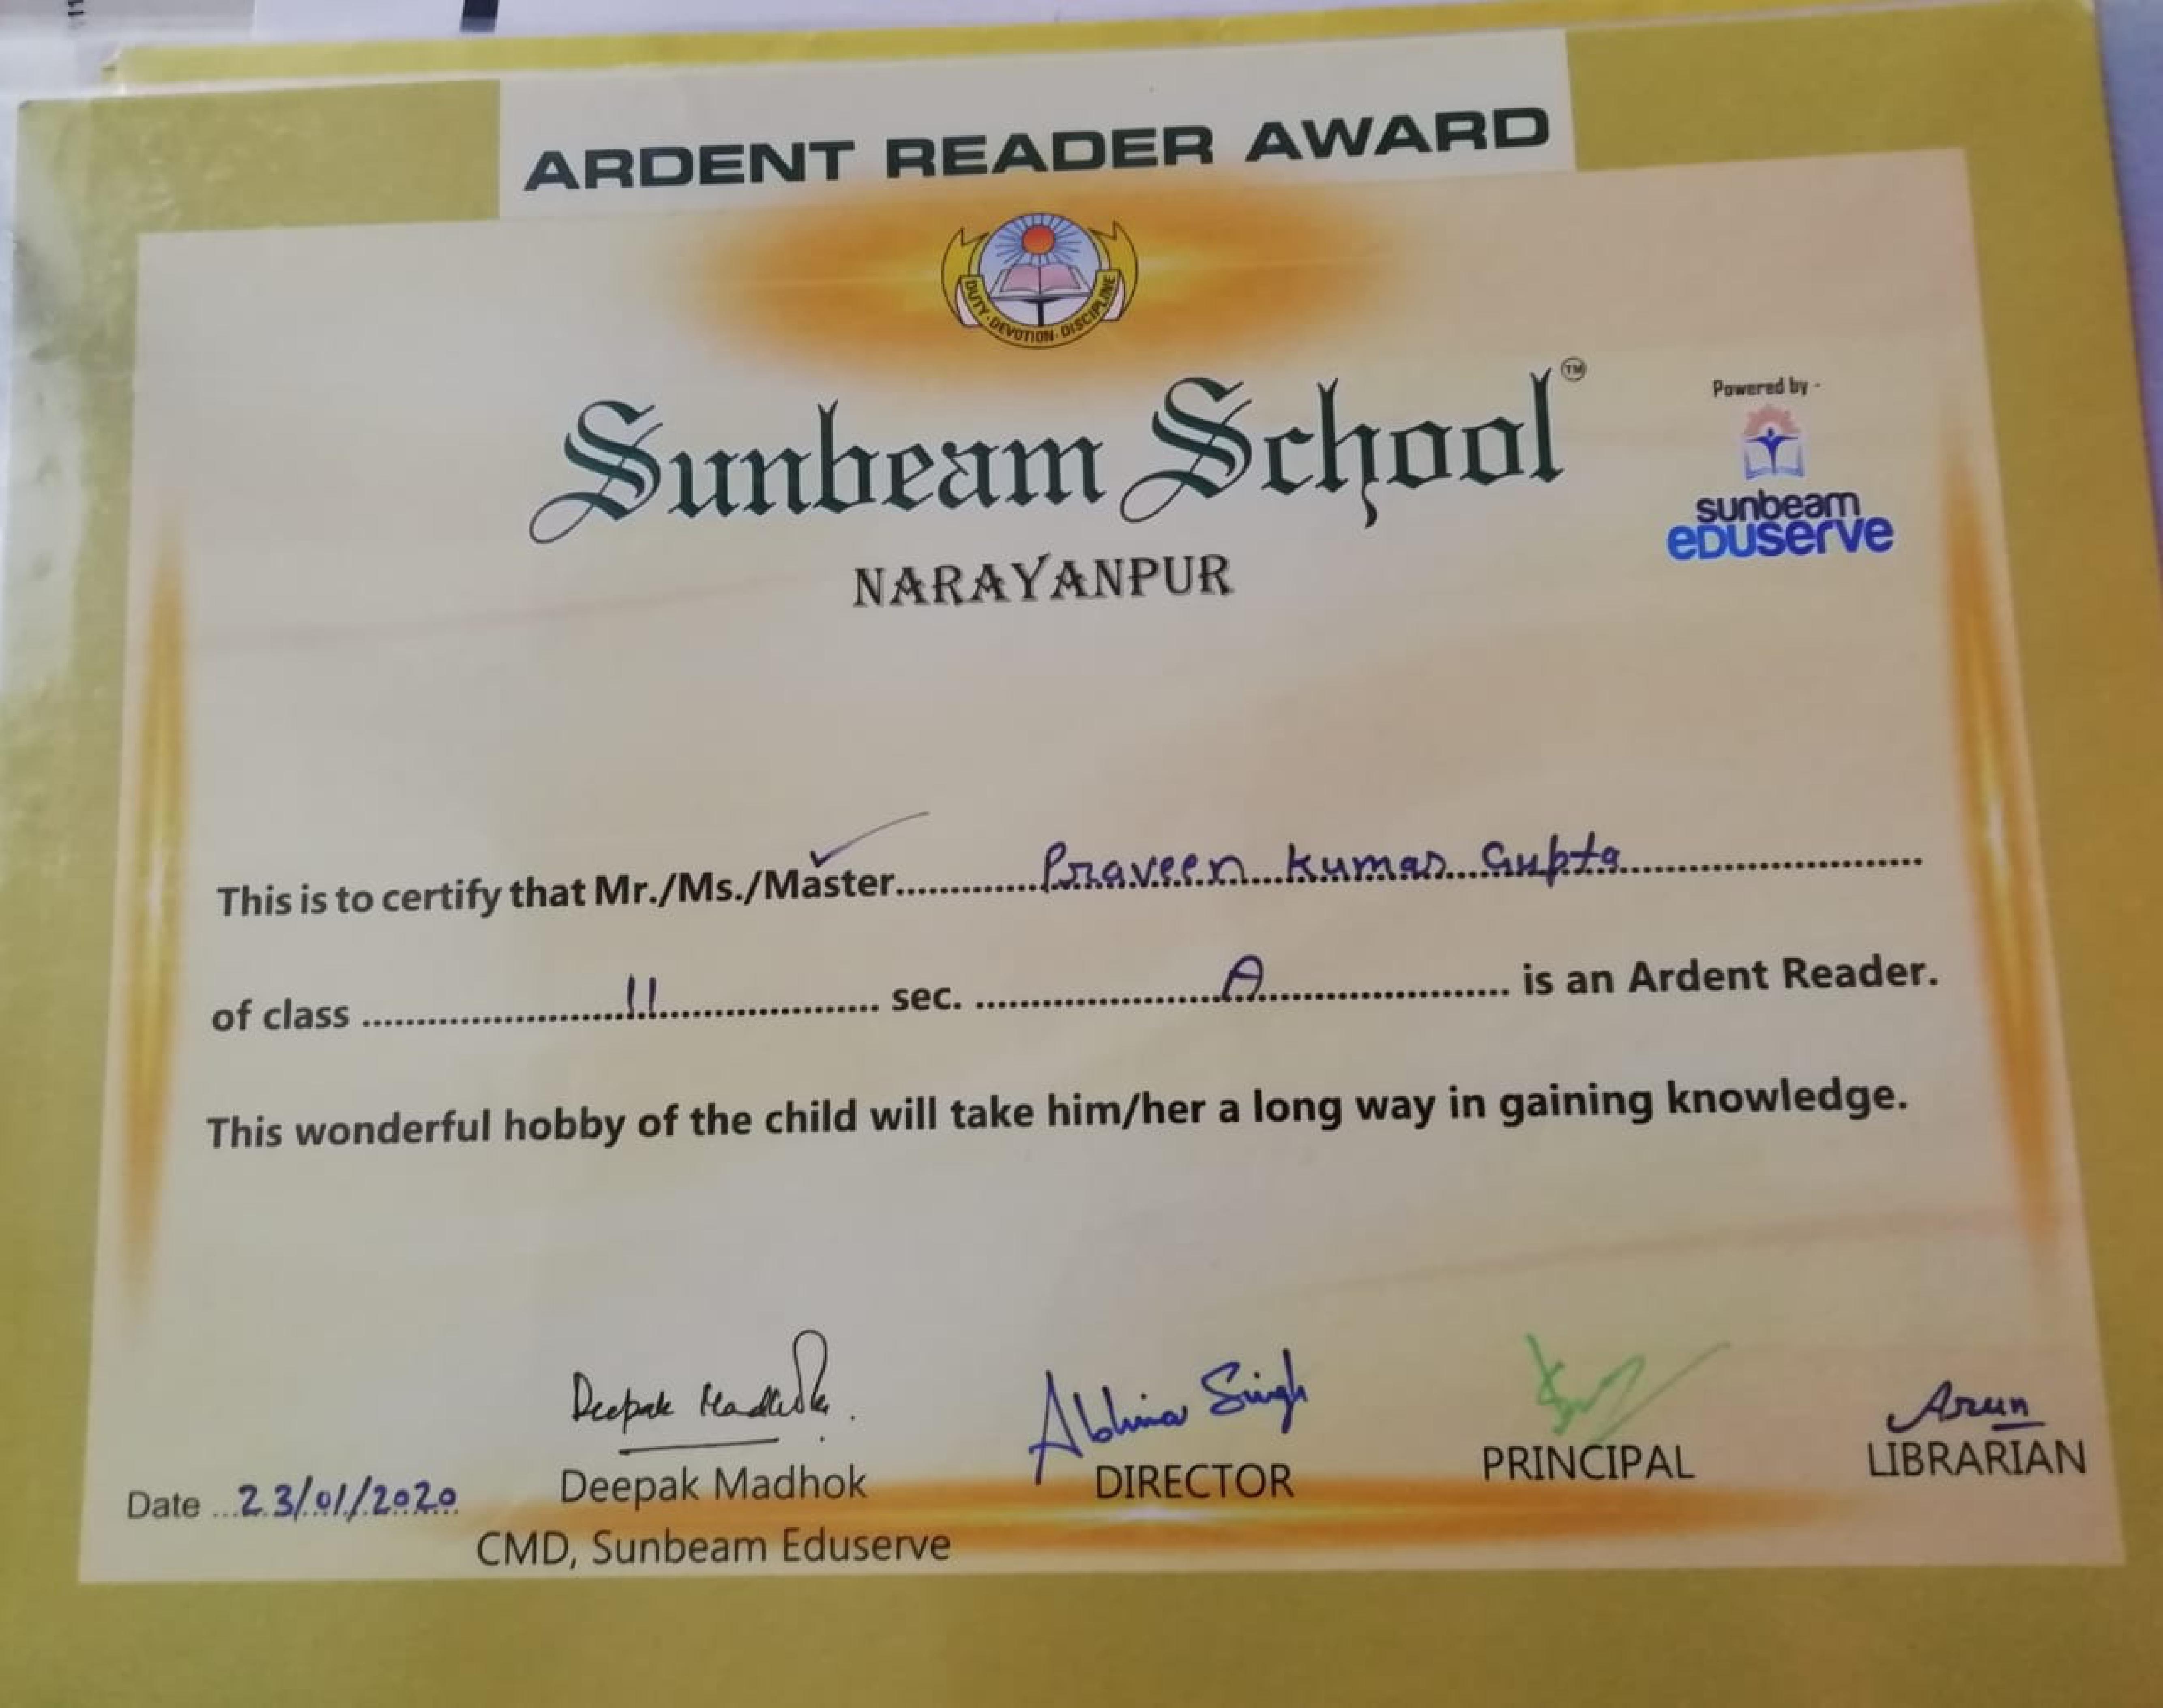 ARDENT READER AWARD
DUTY · DEVOTION · DISCIPLINE
Sunbeam School™
Powered by -
sunbeam
eDUserve
NARAYANPUR
This is to certify that Mr./Ms./Master..........Praveen Kumar Gupta..........
of class ..........11.......... sec. ..........A.......... is an Ardent Reader.
This wonderful hobby of the child will take him/her a long way in gaining knowledge.
Deepak Madhok Singh Arun
Date ...23/01/2020 Deepak Madhok DIRECTOR PRINCIPAL LIBRARIAN
CMD, Sunbeam Eduserve